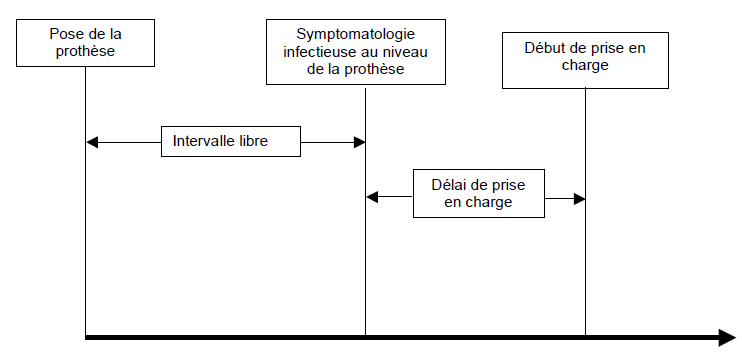 Pose de la
prothèse
Symptomatologie
infectieuse au niveau
de la prothèse
Début de prise en
charge
Intervalle libre
Délai de prise
en charge